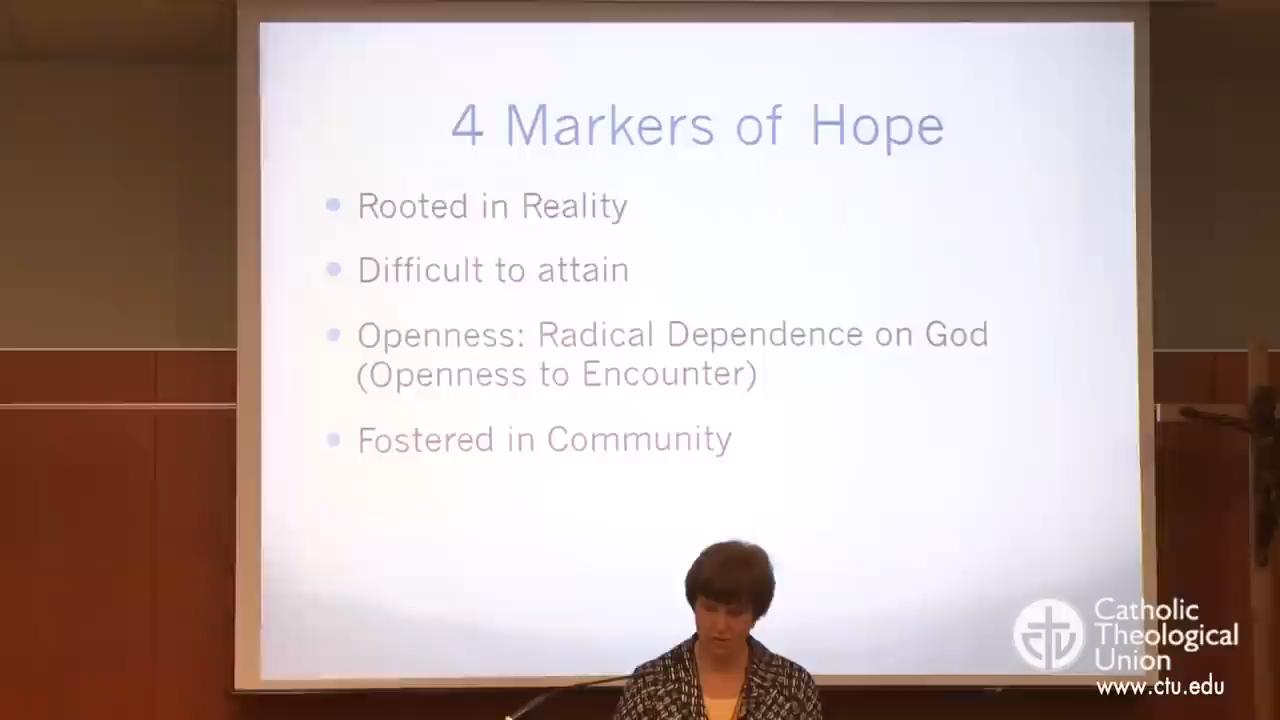 4 Markers of Hope
• Rooted in Reality
• Difficult to attain
• Openness: Radical Dependence on God
(Openness to Encounter)
• Fostered in Community
Catholic
Theological
Union
www.ctu.edu